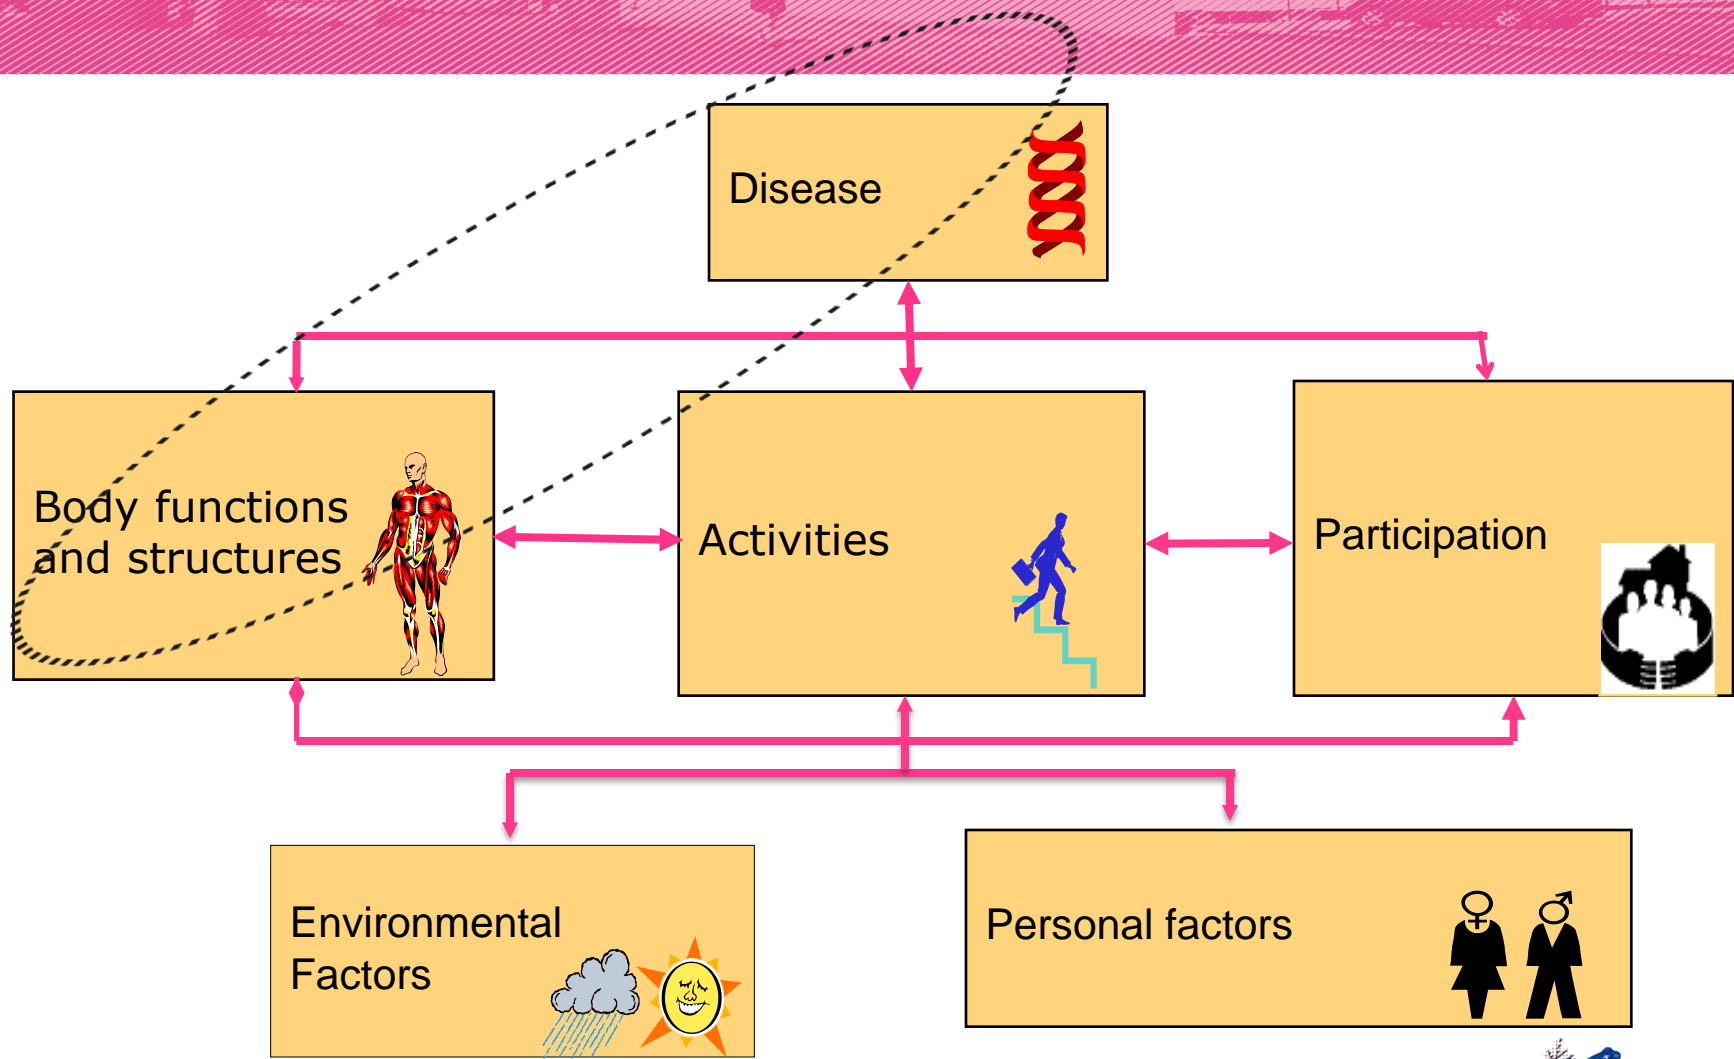 Disease
Body functions
and structures
Activities
Participation
Environmental
Factors
Personal factors